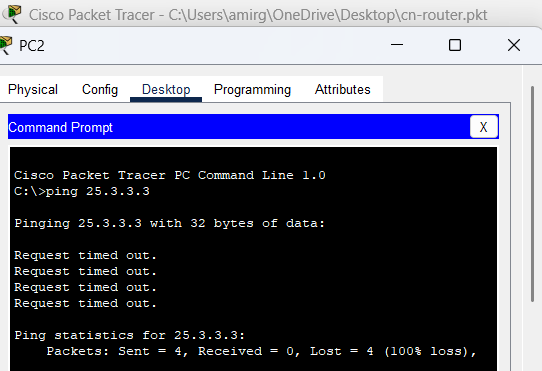 Cisco Packet Tracer - C:\Users\amirg\OneDrive\Desktop\cn-router.pkt
PC2
Physical Config Desktop Programming Attributes
Command Prompt X
Cisco Packet Tracer PC Command Line 1.0
C:\>ping 25.3.3.3
Pinging 25.3.3.3 with 32 bytes of data:
Request timed out.
Request timed out.
Request timed out.
Request timed out.
Ping statistics for 25.3.3.3:
Packets: Sent = 4, Received = 0, Lost = 4 (100% loss),